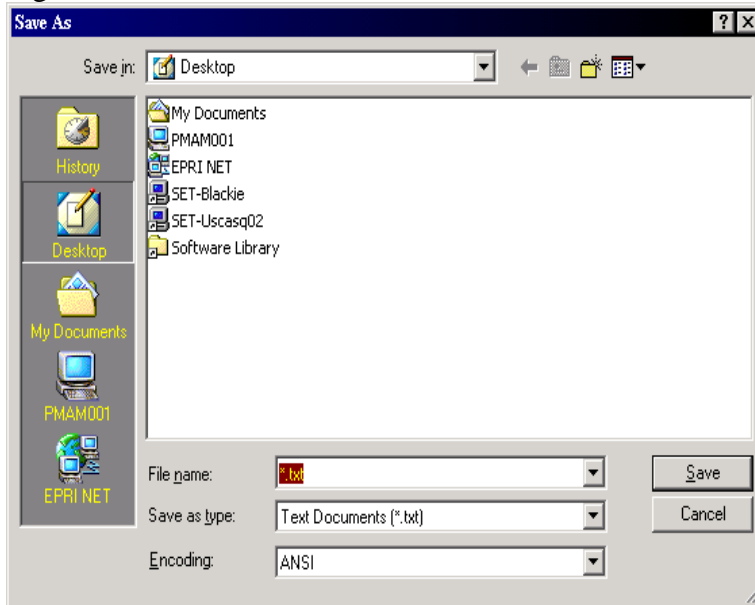 Save As
Save in: Desktop
History
Desktop
My Documents
PMAM001
EPRI NET
My Documents
PMAM001
EPRI NET
SET-Blackie
SET-Uscasq02
Software Library
File name: *.txt
Save as type: Text Documents (*.txt)
Encoding: ANSI
Save
Cancel